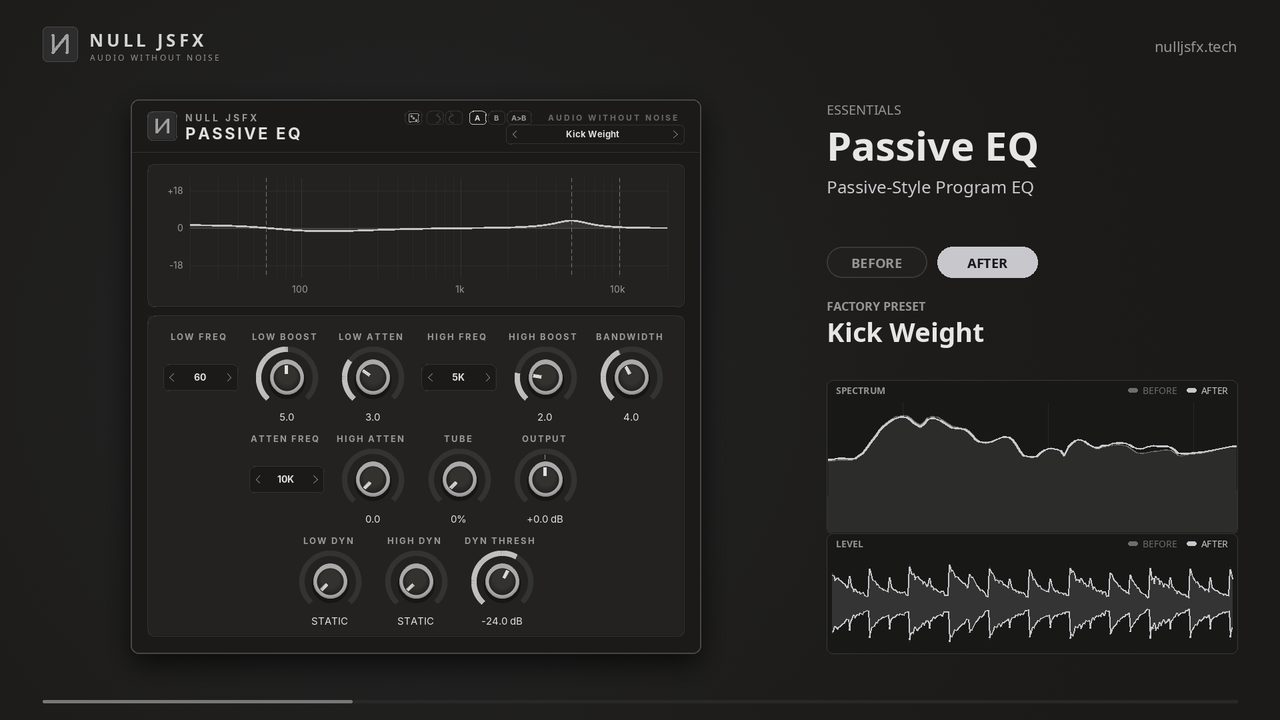 NULL JSFX
AUDIO WITHOUT NOISE
nulljsfx.tech
NULL JSFX
PASSIVE EQ
A B A>B
AUDIO WITHOUT NOISE
Kick Weight
+18
0
-18
100 1k 10k
LOW FREQ LOW BOOST LOW ATTEN HIGH FREQ HIGH BOOST BANDWIDTH
60 5K
5.0 3.0 2.0 4.0
ATTEN FREQ HIGH ATTEN TUBE OUTPUT
10K
0.0 0% +0.0 dB
LOW DYN HIGH DYN DYN THRESH
STATIC STATIC -24.0 dB
ESSENTIALS
Passive EQ
Passive-Style Program EQ
BEFORE AFTER
FACTORY PRESET
Kick Weight
SPECTRUM BEFORE AFTER
LEVEL BEFORE AFTER